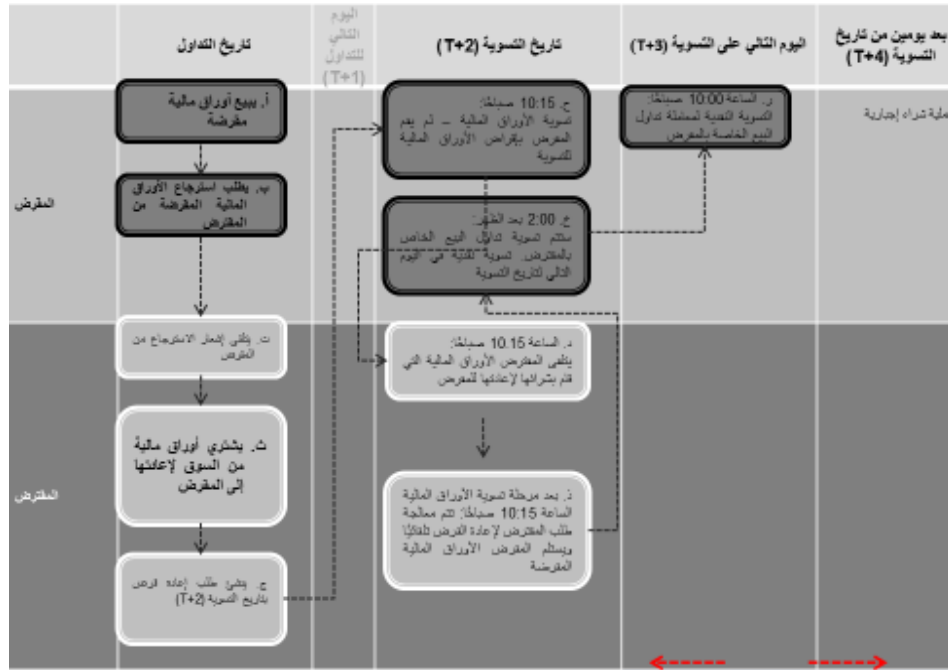 تاريخ التداول
اليوم
التالي
للتداول
(T+1)
تاريخ التسوية (T+2)
اليوم التالي على التسوية (T+3)
بعد يومين من تاريخ
التسوية (T+4)
المقرض
أ. يبيع أوراق مالية
مقرضة
ب. يطلب استرجاع الأوراق
المالية المقرضة من
المقترض
ح. 10:15 صباحًا:
تسوية الأوراق المالية – لم يقم
المقرض بإقراض الأوراق المالية
للتسوية
خ. 2:00 بعد الظهر:
ستتم تسوية تداول البيع الخاص
بالمقترض. تسوية نقدية في اليوم
التالي لتاريخ التسوية
ر. الساعة 10:00 صباحًا:
التسوية النقدية لمعاملة تداول
البيع الخاصة بالمقرض
ملية شراء إجبارية
المقترض
ت. يتلقى إشعار الاسترجاع من
المقرض
ث. يشتري أوراق مالية
من السوق لإعادتها
إلى المقرض
ج. ينشئ طلب إعادة قرض
بتاريخ التسوية (T+2)
د. الساعة 10.15 صباحًا:
يتلقى المقترض الأوراق المالية التي
قام بشرائها لإعادتها للمقرض
ذ. بعد مرحلة تسوية الأوراق المالية
الساعة 10:15 صباحًا: تتم معالجة
طلب المقترض لإعادة القرض تلقائيًا
ويستلم المقرض الأوراق المالية
المقرضة